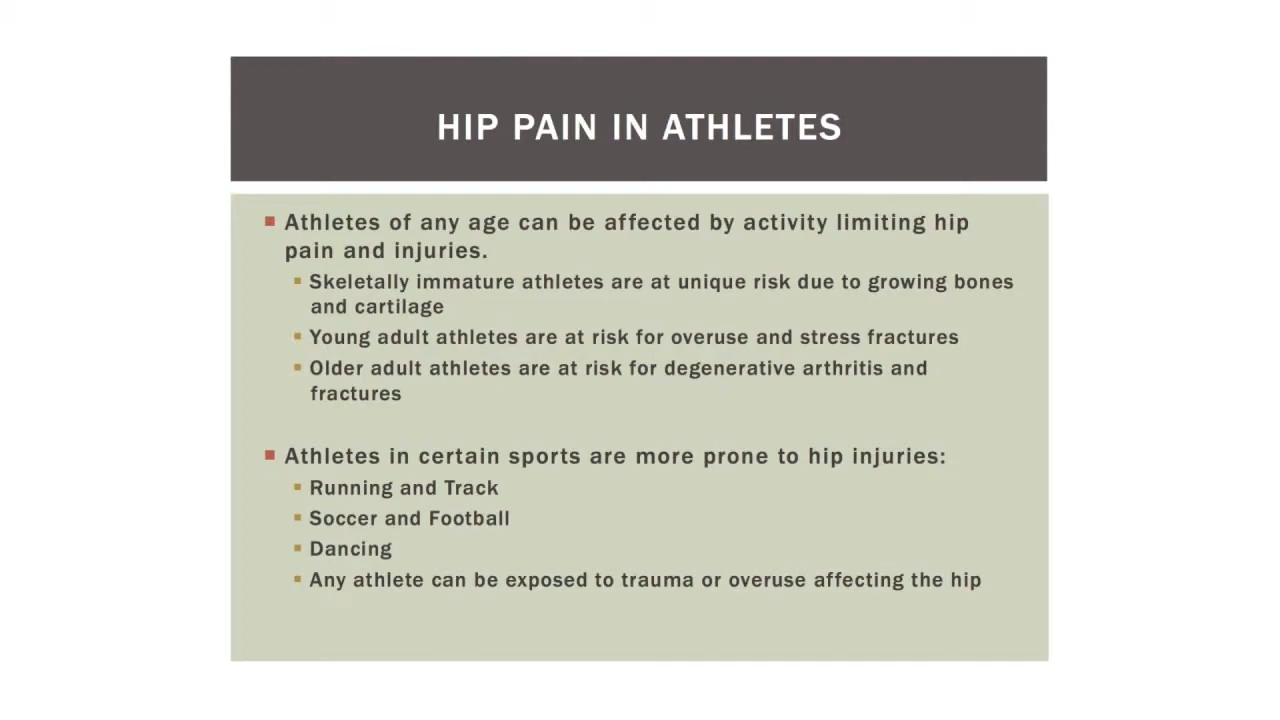 HIP PAIN IN ATHLETES
Athletes of any age can be affected by activity limiting hip
pain and injuries.
Skeletally immature athletes are at unique risk due to growing bones
and cartilage
Young adult athletes are at risk for overuse and stress fractures
Older adult athletes are at risk for degenerative arthritis and
fractures
Athletes in certain sports are more prone to hip injuries:
Running and Track
Soccer and Football
Dancing
Any athlete can be exposed to trauma or overuse affecting the hip